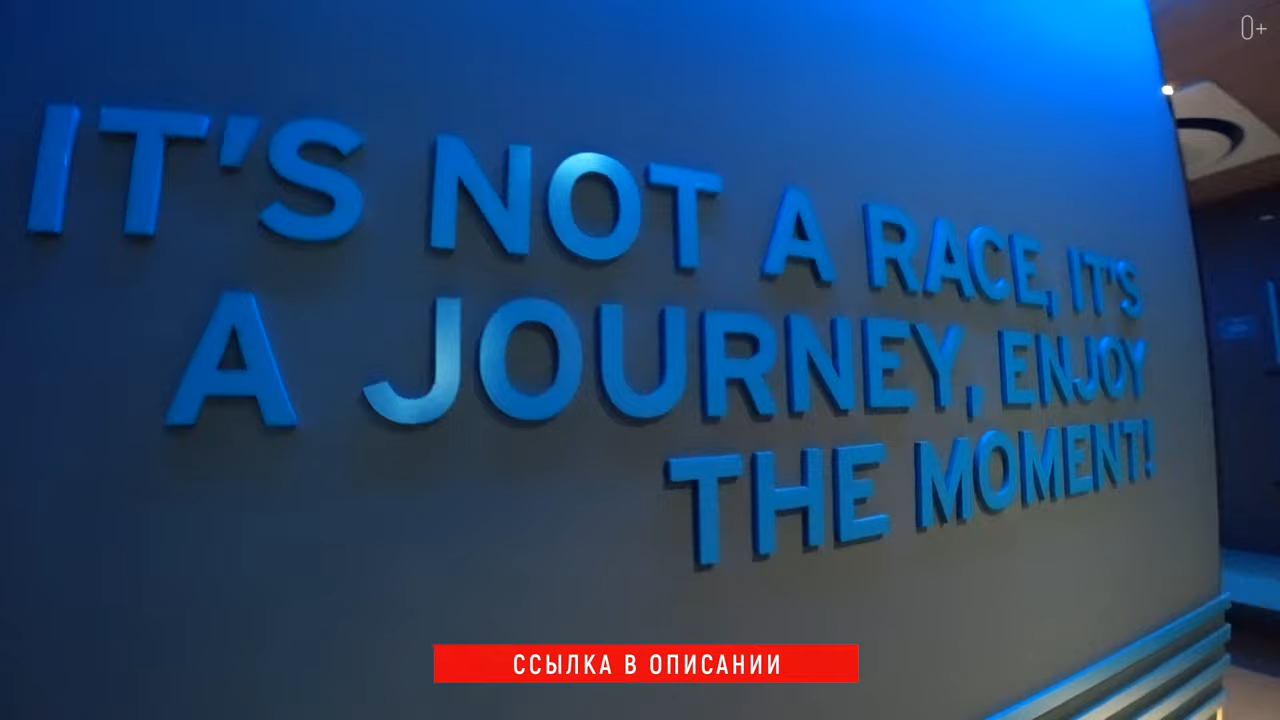 0+
IT'S NOT A RACE, IT'S
A JOURNEY, ENJOY
THE MOMENT!
ССЫЛКА В ОПИСАНИИ